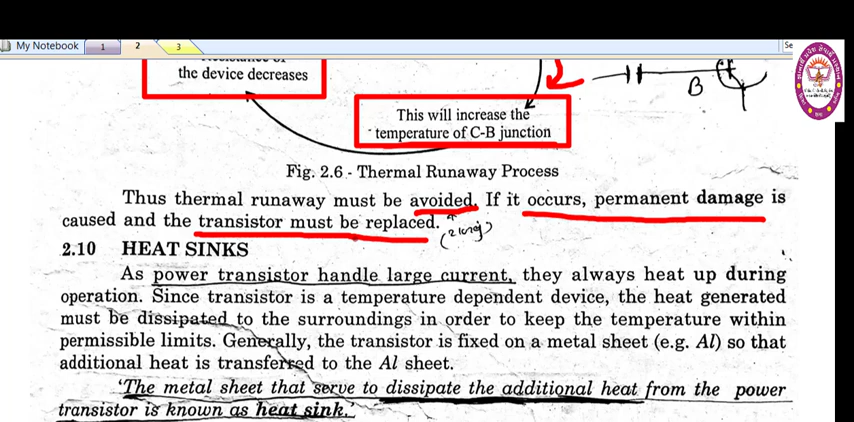 My Notebook
1
2
3
Se
the device decreases
B
This will increase the
temperature of C-B junction
Fig. 2.6 - Thermal Runaway Process
Thus thermal runaway must be avoided. If it occurs, permanent damage is
caused and the transistor must be replaced.
2.10 HEAT SINKS
As power transistor handle large current, they always heat up during
operation. Since transistor is a temperature dependent device, the heat generated
must be dissipated to the surroundings in order to keep the temperature within
permissible limits. Generally, the transistor is fixed on a metal sheet (e.g. Al) so that
additional heat is transferred to the Al sheet.
'The metal sheet that serve to dissipate the additional heat from the power
transistor is known as heat sink.'